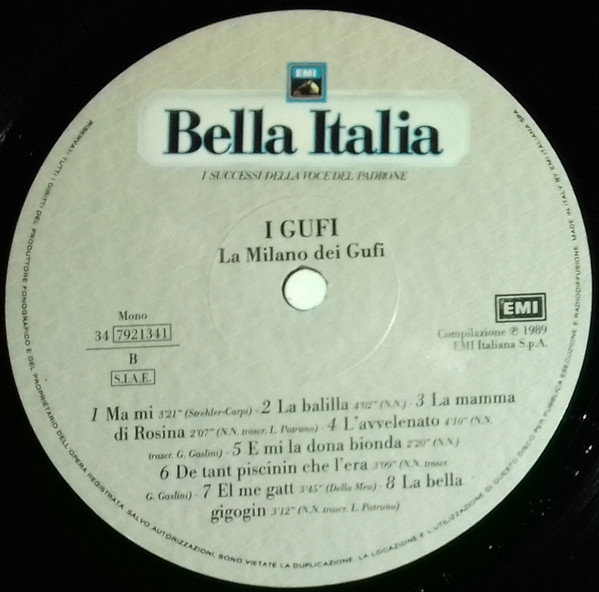 EMI
Bella Italia
I SUCCESSI DELLA VOCE DEL PADRONE
I GUFI
La Milano dei Gufi
Mono
34 7921341
B
S.I.A.E.
EMI
Compilazione ℗ 1989
EMI Italiana S.p.A.
1 Ma mi 3'21" (Strehler-Carpi) - 2 La balilla 4'02" (N.N.) - 3 La mamma
di Rosina 2'07" (N.N. trascr. L. Patruno) - 4 L'avvelenato 4'10" (N.N.
trascr. G. Gaslini) - 5 E mi la dona bionda 2'20" (N.N.)
6 De tant piscinin che l'era 3'09" (N.N. trascr.
G. Gaslini) - 7 El me gatt 3'45" (Della Mea) - 8 La bella
gigogin 3'12" (N.N. trascr. L. Patruno)
RISERVATI TUTTI I DIRITTI DEL PRODUTTORE FONOGRAFICO E DEL PROPRIETARIO DELL'OPERA REGISTRATA. SALVO AUTORIZZAZIONI, SONO VIETATE LA DUPLICAZIONE, LA LOCAZIONE E L'UTILIZZAZIONE DI QUESTO DISCO PER PUBBLICA ESECUZIONE E RADIODIFFUSIONE. MADE IN ITALY BY EMI ITALIANA SPA